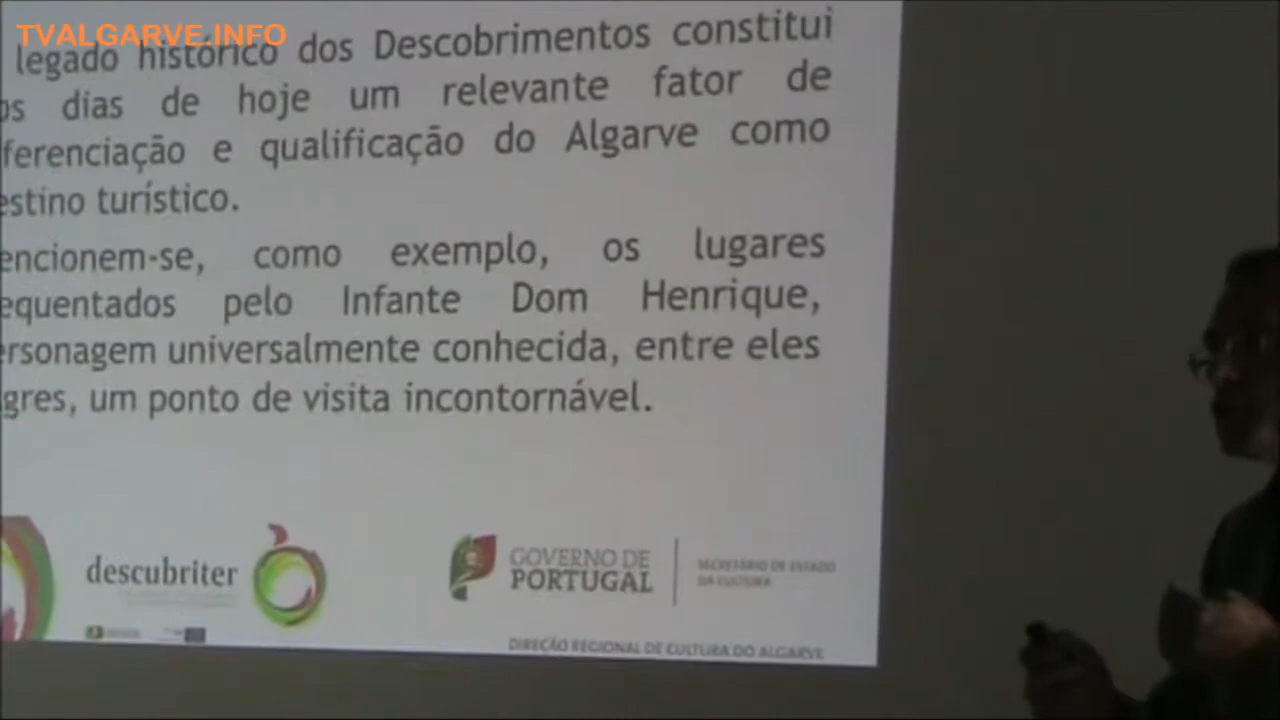 TVALGARVE.INFO
legado histórico dos Descobrimentos constitui
os dias de hoje um relevante fator de
ferenciação e qualificação do Algarve como
estino turístico.
encionem-se, como exemplo, os lugares
equentados pelo Infante Dom Henrique,
ersonagem universalmente conhecida, entre eles
gres, um ponto de visita incontornável.
descubriter
GOVERNO DE
PORTUGAL
SECRETÁRIO DE ESTADO
DA CULTURA
DIREÇÃO REGIONAL DE CULTURA DO ALGARVE